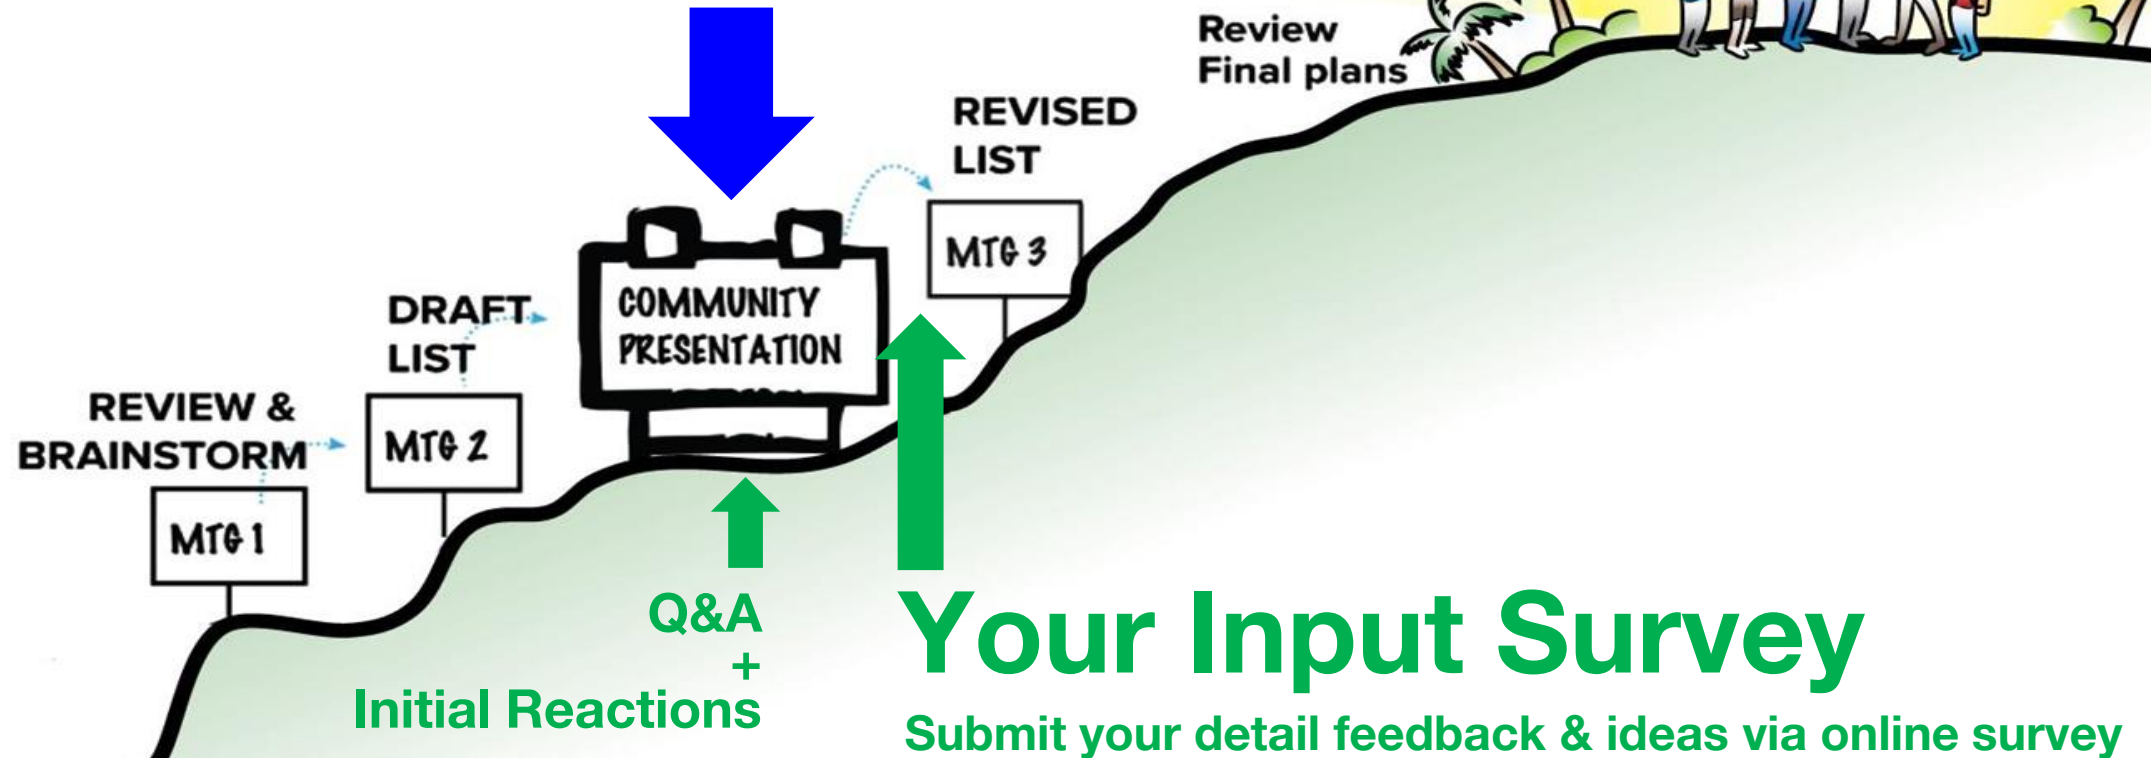 Review
Final plans
REVISED
LIST
MTG 3
COMMUNITY
PRESENTATION
DRAFT
LIST
MTG 2
REVIEW &
BRAINSTORM
MTG 1
Q&A
+
Initial Reactions
Your Input Survey
Submit your detail feedback & ideas via online survey